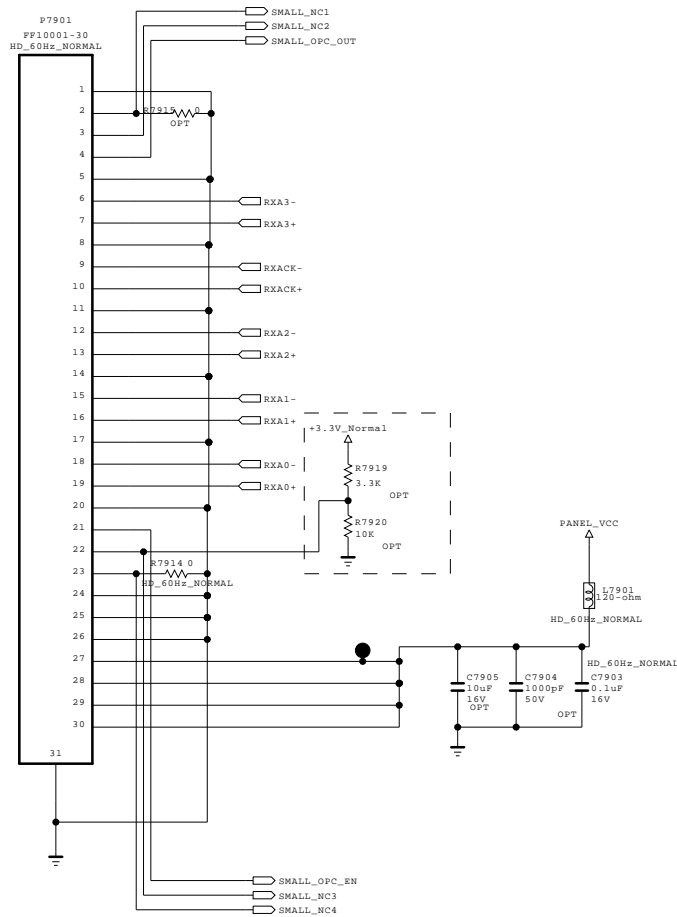 P7901
FF10001-30
HD_60Hz_NORMAL
SMALL_NC1
SMALL_NC2
SMALL_OPC_OUT
1
2
R7915 0
OPT
3
4
5
6
RXA3-
7
RXA3+
8
9
RXACK-
10
RXACK+
11
12
RXA2-
13
RXA2+
14
15
RXA1-
16
RXA1+
17
18
RXA0-
19
RXA0+
20
21
22
23
R7914 0
HD_60Hz_NORMAL
24
25
26
27
28
29
30
31
+3.3V_Normal
R7919
3.3K
OPT
R7920
10K
OPT
PANEL_VCC
L7901
120-ohm
HD_60Hz_NORMAL
HD_60Hz_NORMAL
C7905
10uF
16V
OPT
C7904
1000pF
50V
C7903
0.1uF
16V
OPT
SMALL_OPC_EN
SMALL_NC3
SMALL_NC4